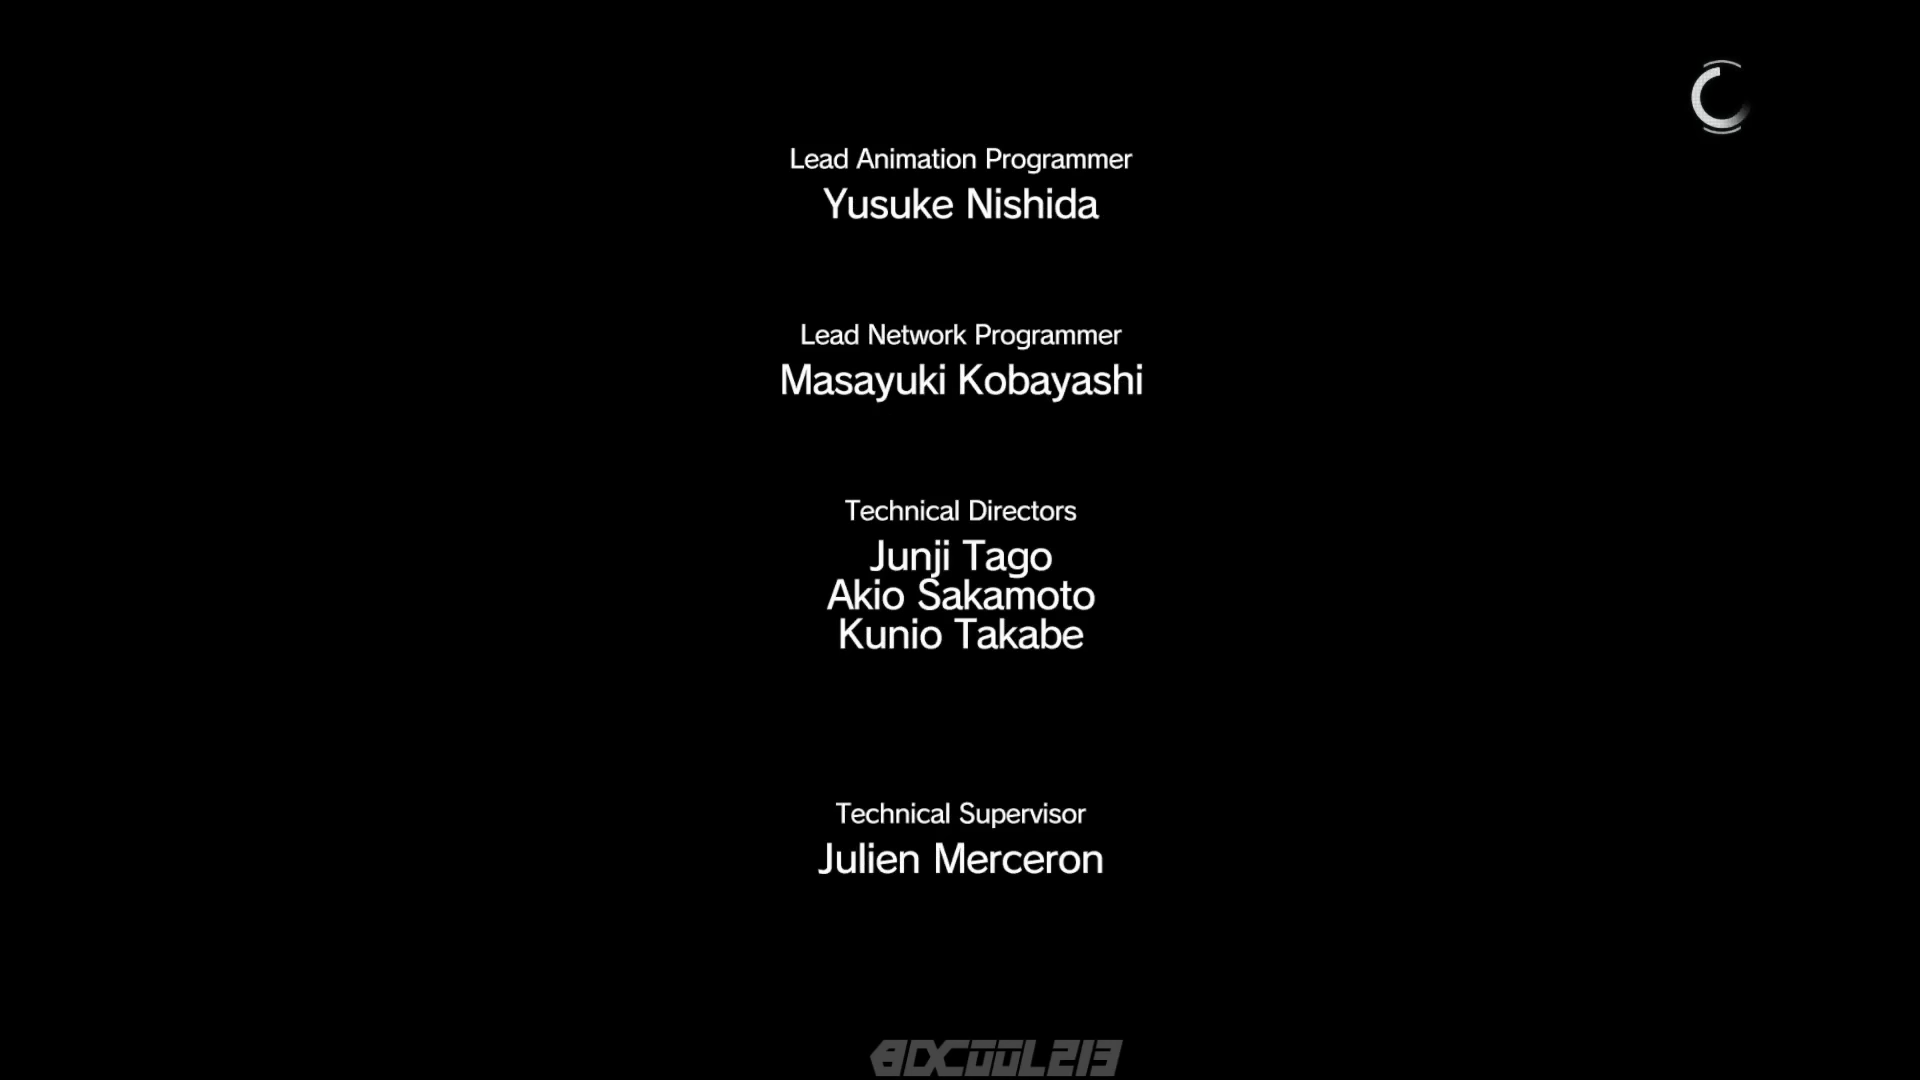 Lead Animation Programmer
Yusuke Nishida
Lead Network Programmer
Masayuki Kobayashi
Technical Directors
Junji Tago
Akio Sakamoto
Kunio Takabe
Technical Supervisor
Julien Merceron